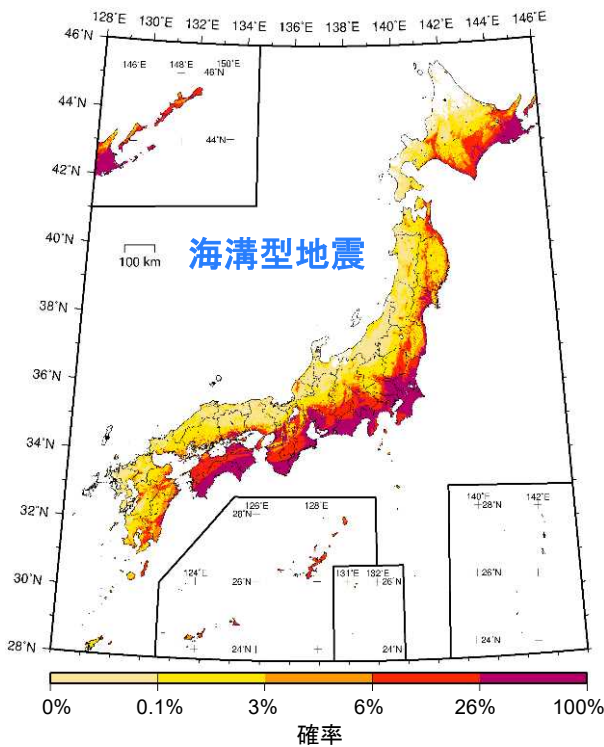 128˚E 130˚E 132˚E 134˚E 136˚E 138˚E 140˚E 142˚E 144˚E 146˚E
46˚N
146˚E 148˚E 150˚E
46˚N
44˚N
44˚N
42˚N
40˚N
海溝型地震
100 km
38˚N
36˚N
34˚N
32˚N
126˚E 128˚E
28˚N
140˚E 142˚E
28˚N
30˚N
124˚E
26˚N
131˚E 132˚E
26˚N
26˚N
28˚N
24˚N
24˚N
24˚N
0% 0.1% 3% 6% 26% 100%
確率